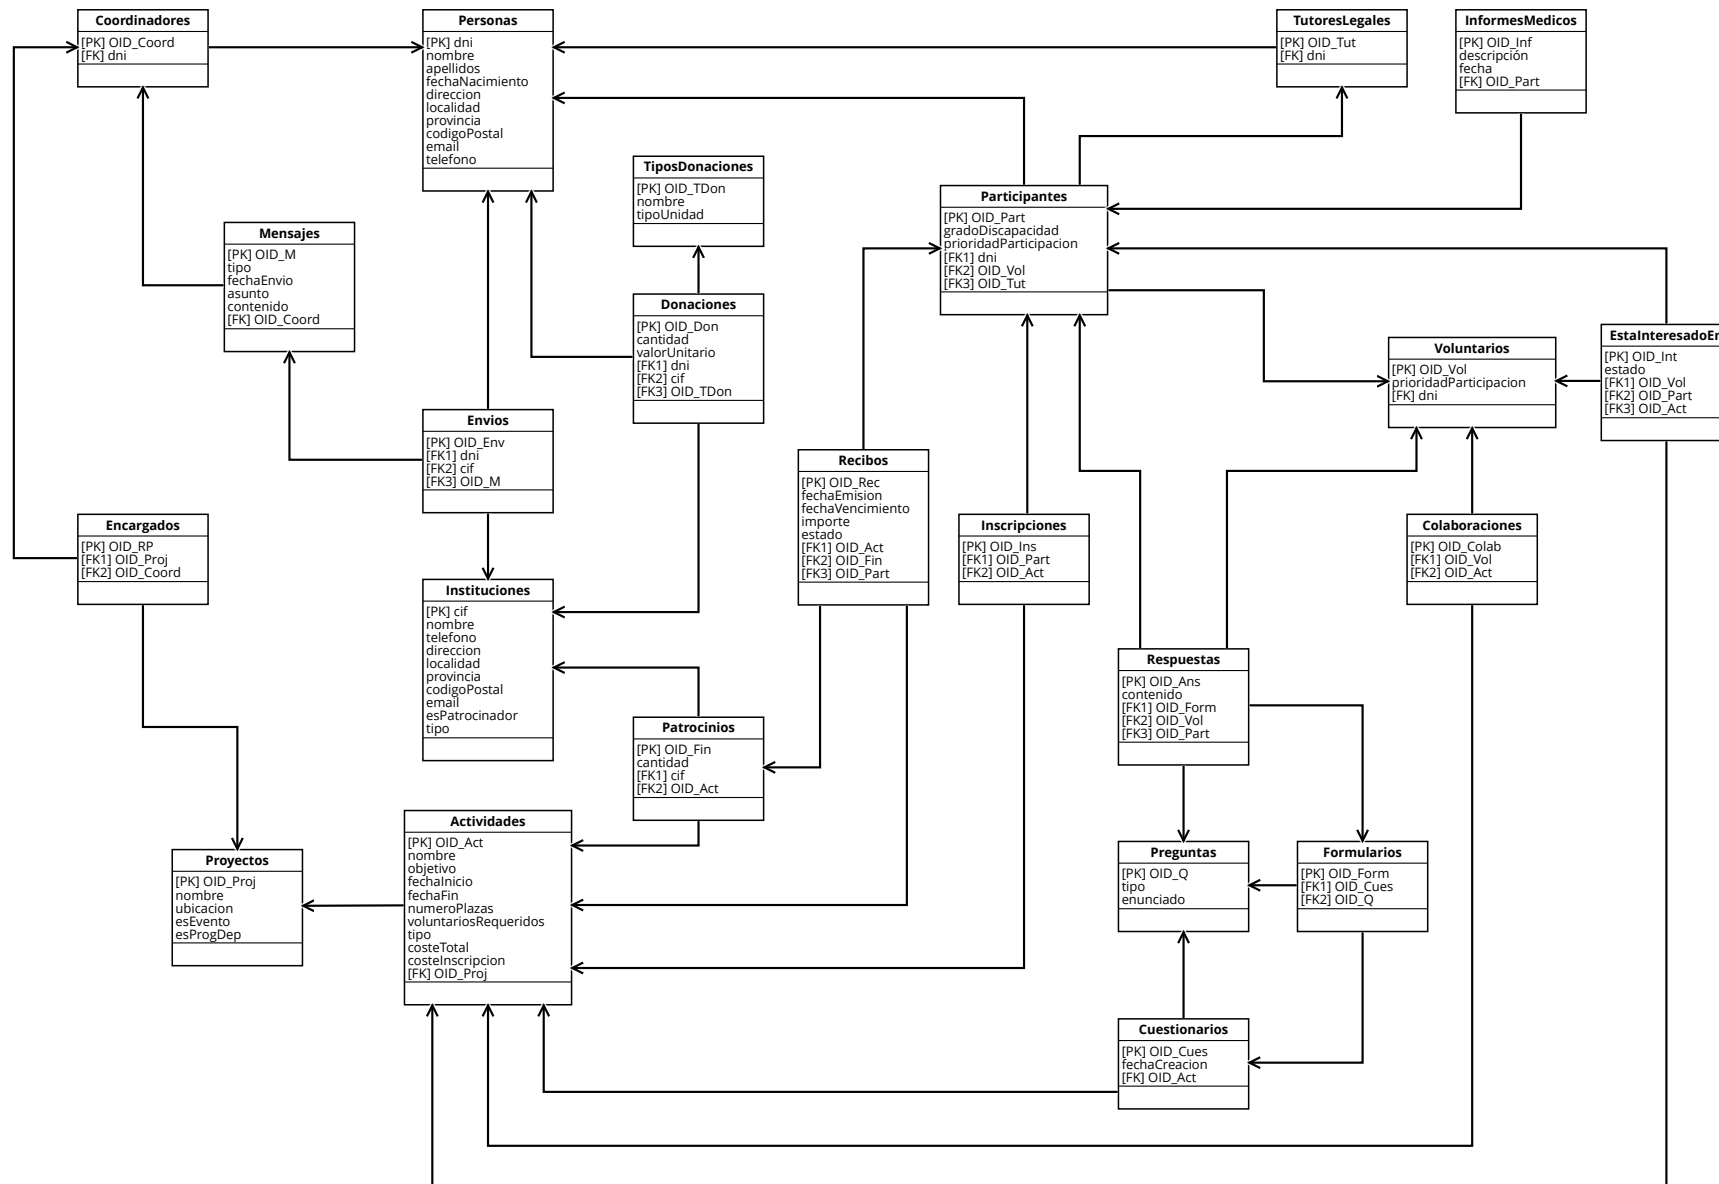 Coordinadores
[PK] OID_Coord
[FK] dni
Personas
[PK] dni
nombre
apellidos
fechaNacimiento
direccion
localidad
provincia
codigoPostal
email
telefono
TutoresLegales
[PK] OID_Tut
[FK] dni
InformesMedicos
[PK] OID_Inf
descripción
fecha
[FK] OID_Part
TiposDonaciones
[PK] OID_TDon
nombre
tipoUnidad
Participantes
[PK] OID_Part
gradoDiscapacidad
prioridadParticipacion
[FK1] dni
[FK2] OID_Vol
[FK3] OID_Tut
Mensajes
[PK] OID_M
tipo
fechaEnvio
asunto
contenido
[FK] OID_Coord
Donaciones
[PK] OID_Don
cantidad
valorUnitario
[FK1] dni
[FK2] cif
[FK3] OID_TDon
Voluntarios
[PK] OID_Vol
prioridadParticipacion
[FK] dni
EstaInteresadoEn
[PK] OID_Int
estado
[FK1] OID_Vol
[FK2] OID_Part
[FK3] OID_Act
Envios
[PK] OID_Env
[FK1] dni
[FK2] cif
[FK3] OID_M
Recibos
[PK] OID_Rec
fechaEmision
fechaVencimiento
importe
estado
[FK1] OID_Act
[FK2] OID_Fin
[FK3] OID_Part
Encargados
[PK] OID_RP
[FK1] OID_Proj
[FK2] OID_Coord
Inscripciones
[PK] OID_Ins
[FK1] OID_Part
[FK2] OID_Act
Colaboraciones
[PK] OID_Colab
[FK1] OID_Vol
[FK2] OID_Act
Instituciones
[PK] cif
nombre
telefono
direccion
localidad
provincia
codigoPostal
email
esPatrocinador
tipo
Respuestas
[PK] OID_Ans
contenido
[FK1] OID_Form
[FK2] OID_Vol
[FK3] OID_Part
Patrocinios
[PK] OID_Fin
cantidad
[FK1] cif
[FK2] OID_Act
Actividades
[PK] OID_Act
nombre
objetivo
fechaInicio
fechaFin
numeroPlazas
voluntariosRequeridos
tipo
costeTotal
costeInscripcion
[FK] OID_Proj
Proyectos
[PK] OID_Proj
nombre
ubicacion
esEvento
esProgDep
Preguntas
[PK] OID_Q
tipo
enunciado
Formularios
[PK] OID_Form
[FK1] OID_Cues
[FK2] OID_Q
Cuestionarios
[PK] OID_Cues
fechaCreacion
[FK] OID_Act